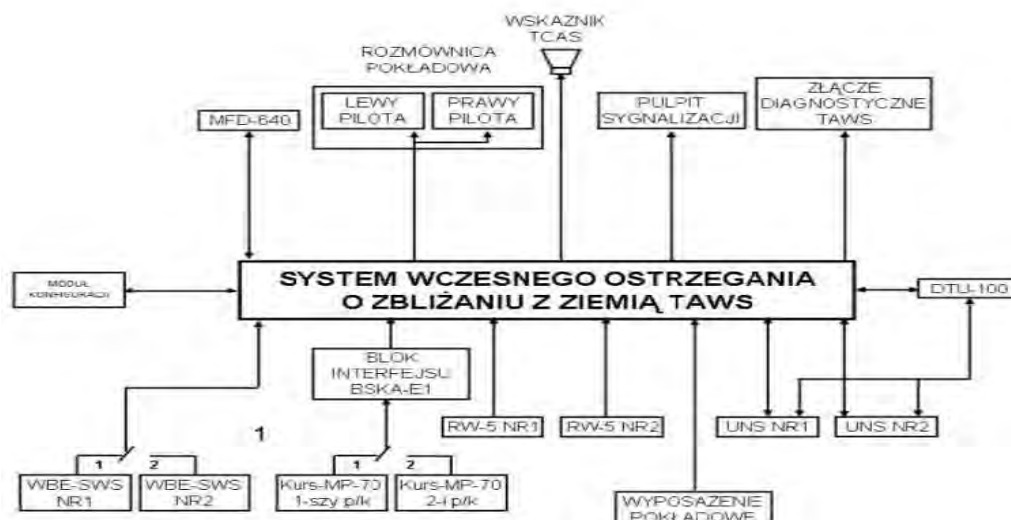 WSKAZNIK
TCAS
ROZMÓWNICA
POKŁADOWA
LEWY
PILOTA
PRAWY
PILOTA
MFD-640
PULPIT
SYGNALIZACJI
ZŁĄCZE
DIAGNOSTYCZNE
TAWS
SYSTEM WCZESNEGO OSTRZEGANIA
O ZBLIŻANIU Z ZIEMIĄ TAWS
MODUŁ
KONFIGURACJI
DTU-100
BLOK
INTERFEJSU
BSKA-E1
RW-5 NR1
RW-5 NR2
UNS NR1
UNS NR2
1
1
2
WBE-SWS
NR1
WBE-SWS
NR2
1
2
Kurs-MP-70
1-szy p/k
Kurs-MP-70
2-i p/k
WYPOSAŻENIE
POKŁADOWE